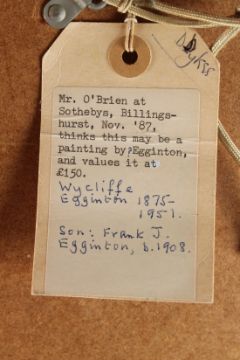 Mr. O'Brien at
Sothebys, Billings-
hurst, Nov. '87,
thinks this may be a
painting by Egginton,
and values it at
£150.
Wycliffe
Egginton 1875-
1951.
Son: Frank J.
Egginton, b.1908.